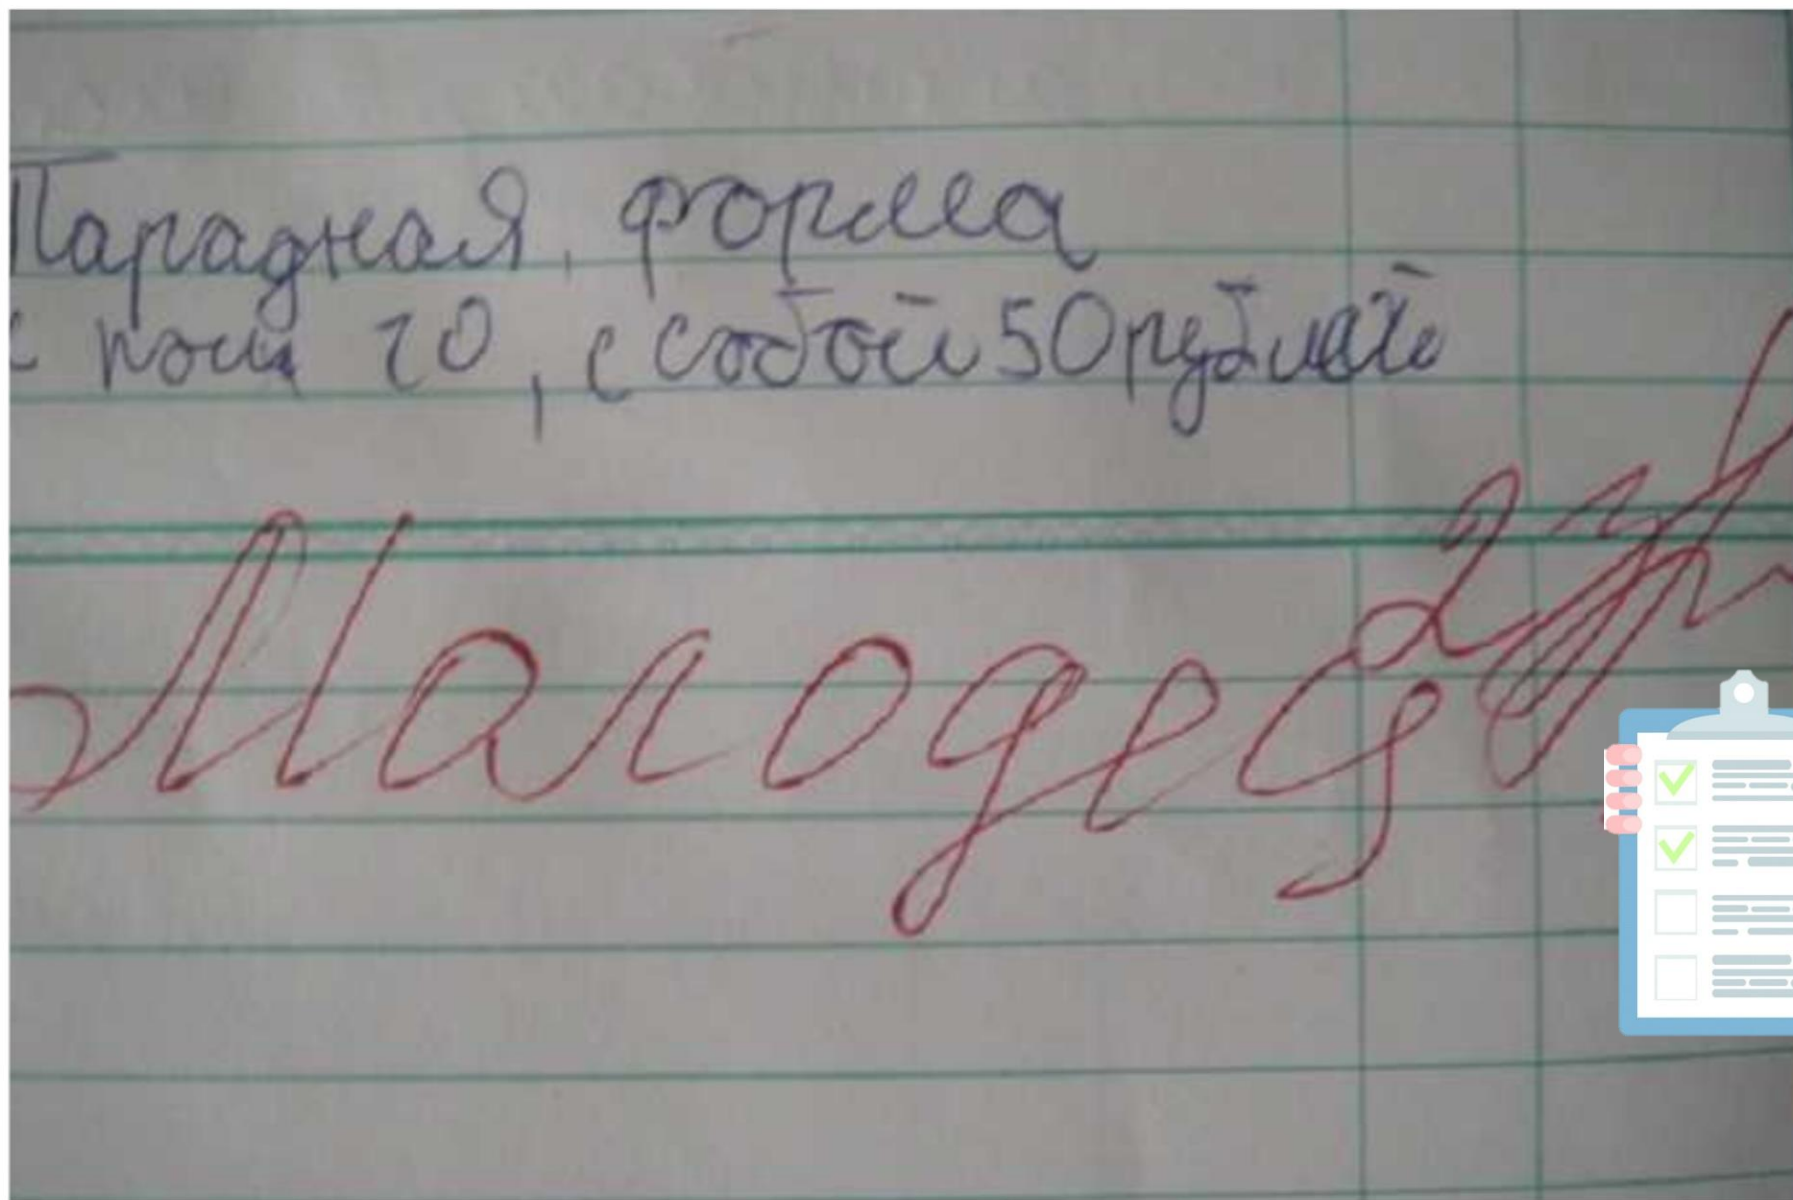 Парадная, форма
с собой 50 рублей
Малодец